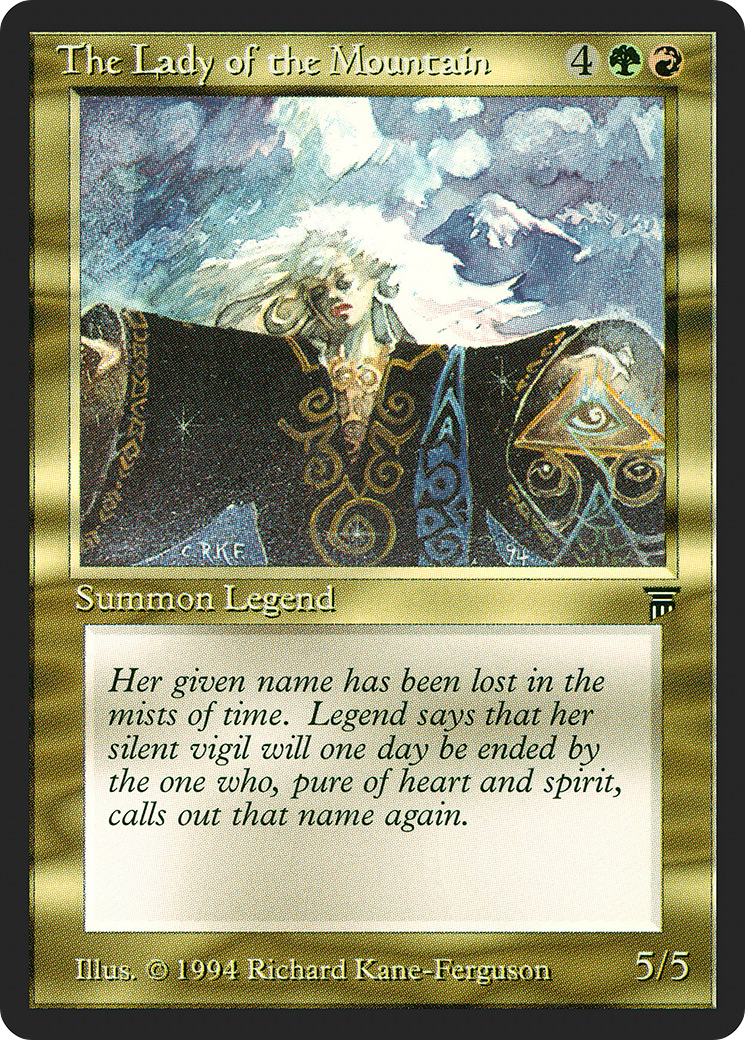 The Lady of the Mountain 4
c RKF 94
Summon Legend
Her given name has been lost in the
mists of time. Legend says that her
silent vigil will one day be ended by
the one who, pure of heart and spirit,
calls out that name again.
Illus. © 1994 Richard Kane-Ferguson 5/5